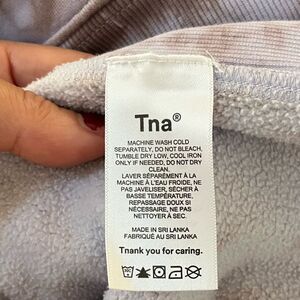 Tna®
MACHINE WASH COLD
SEPARATELY, DO NOT BLEACH,
TUMBLE DRY LOW, COOL IRON
ONLY IF NEEDED, DO NOT DRY
CLEAN.
LAVER SÉPARÉMENT À LA
MACHINE À L'EAU FROIDE, NE
PAS JAVELISER, SÉCHER À
BASSE TEMPÉRATURE,
REPASSAGE DOUX SI
NÉCESSAIRE, NE PAS
NETTOYER À SEC.
MADE IN SRI LANKA
FABRIQUÉ AU SRI LANKA
Tnank you for caring.